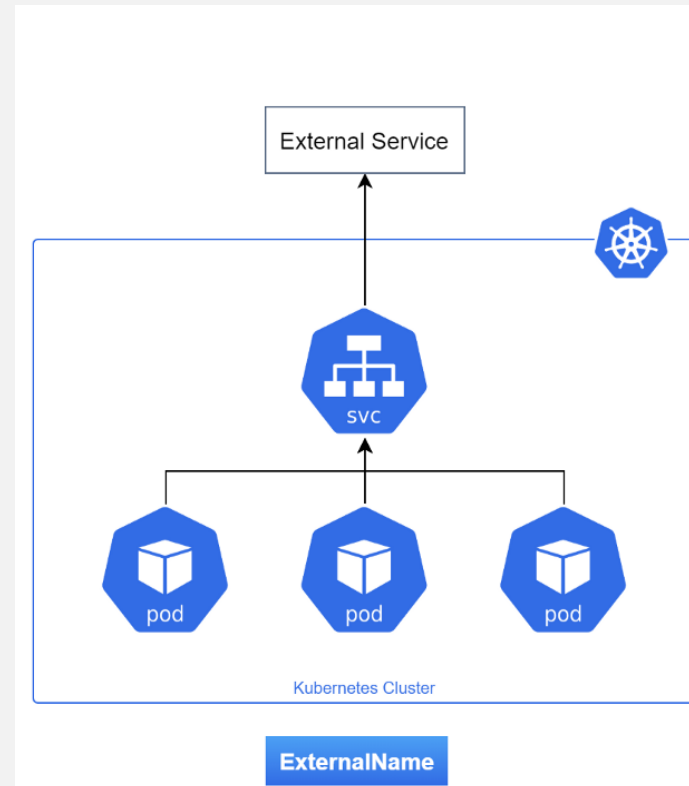 External Service
svc
pod
pod
pod
Kubernetes Cluster
ExternalName